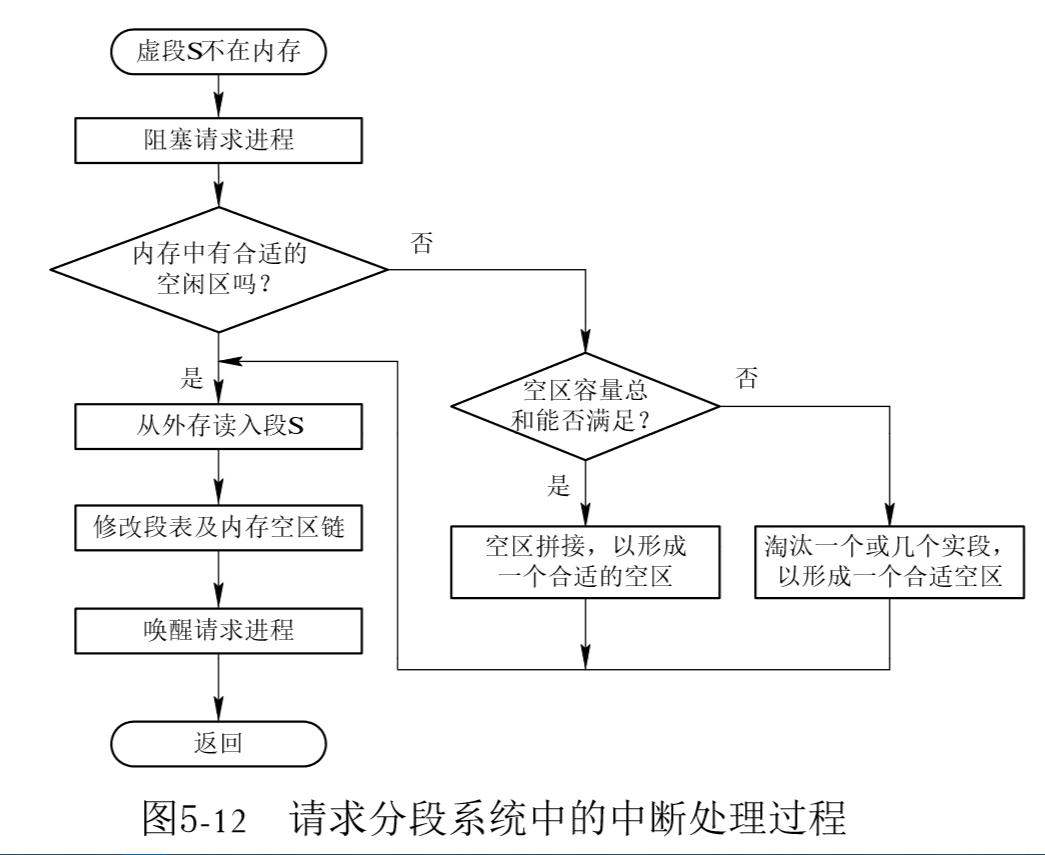 虚段S不在内存
阻塞请求进程
内存中有合适的
空闲区吗？
否
是
空区容量总
和能否满足？
否
从外存读入段S
是
修改段表及内存空区链
空区拼接，以形成
一个合适的空区
淘汰一个或几个实段，
以形成一个合适空区
唤醒请求进程
返回
图5-12 请求分段系统中的中断处理过程